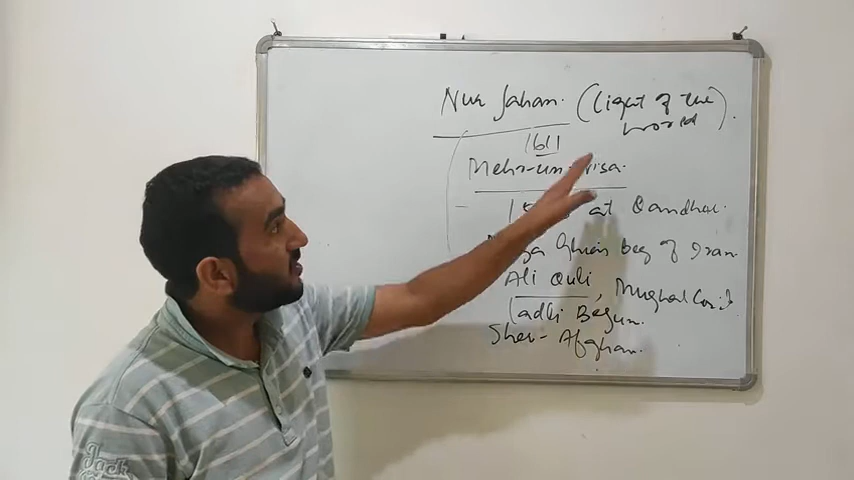 Nur Jahan. (Light of the
world).
1611
Mehr-un-nisa.
at Qandhar.
Ghias beg of Iran
Ali Quli, Mughal Court
Ladli Begum.
Sher-Afghan.
Jack